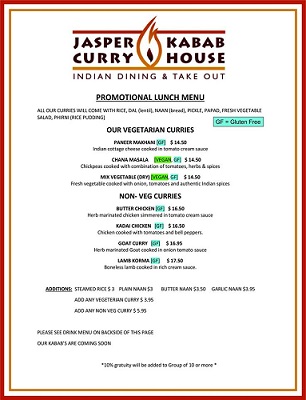 JASPER KABAB
CURRY HOUSE
INDIAN DINING & TAKE OUT
PROMOTIONAL LUNCH MENU
ALL OUR CURRIES WILL COME WITH RICE, DAL (lentil), NAAN (bread), PICKLE, PAPAD, FRESH VEGETABLE
SALAD, PHIRNI (RICE PUDDING)
GF = Gluten Free
OUR VEGETARIAN CURRIES
PANEER MAKHANI [GF] $ 14.50
Indian cottage cheese cooked in tomato cream sauce
CHANA MASALA [VEGAN, GF] $ 14.50
Chickpeas cooked with combination of tomatoes, herbs & spices
MIX VEGETABLE (DRY) [VEGAN, GF] $ 14.50
Fresh vegetable cooked with onion, tomatoes and authentic Indian spices
NON- VEG CURRIES
BUTTER CHICKEN [GF] $ 16.50
Herb marinated chicken simmered in tomato cream sauce
KADAI CHICKEN [GF] $ 16.50
Chicken cooked with tomatoes and bell peppers.
GOAT CURRY [GF] $ 16.95
Herb marinated Goat cooked in onion tomato sauce
LAMB KORMA [GF] $ 17.50
Boneless lamb cooked in rich cream sauce.
ADDITIONS: STEAMED RICE $ 3 PLAIN NAAN $3 BUTTER NAAN $3.50 GARLIC NAAN $3.95
ADD ANY VEGETARIAN CURRY $ 3.95
ADD ANY NON VEG CURRY $ 5.95
PLEASE SEE DRINK MENU ON BACKSIDE OF THIS PAGE
OUR KABAB'S ARE COMING SOON
*10% gratuity will be added to Group of 10 or more *